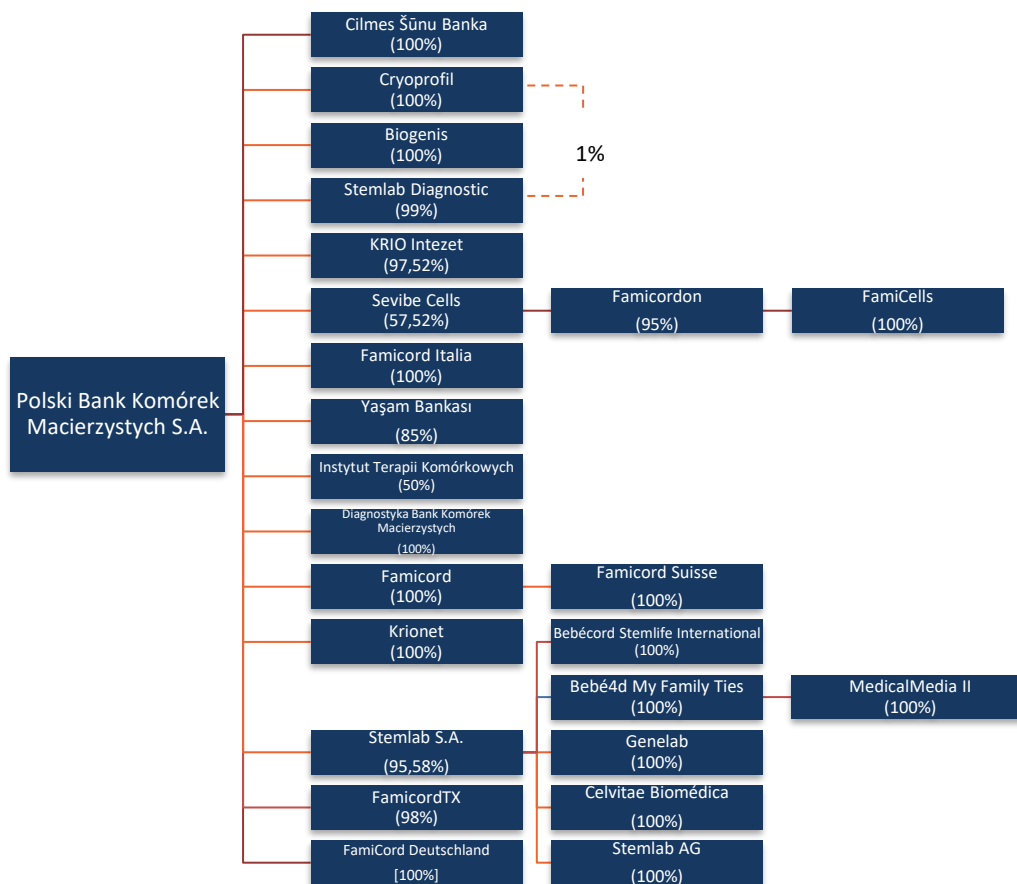 Cilmes Šūnu Banka
(100%)
Cryoprofil
(100%)
1%
Biogenis
(100%)
Stemlab Diagnostic
(99%)
KRIO Intezet
(97,52%)
Sevibe Cells
(57,52%)
Famicordon
(95%)
FamiCells
(100%)
Famicord Italia
(100%)
Polski Bank Komórek
Macierzystych S.A.
Yaşam Bankası
(85%)
Instytut Terapii Komórkowych
(50%)
Diagnostyka Bank Komórek
Macierzystych
(100%)
Famicord
(100%)
Famicord Suisse
(100%)
Krionet
(100%)
Bebécord Stemlife International
(100%)
Bebé4d My Family Ties
(100%)
MedicalMedia II
(100%)
Stemlab S.A.
(95,58%)
Genelab
(100%)
FamicordTX
(98%)
Celvitae Biomédica
(100%)
FamiCord Deutschland
[100%]
Stemlab AG
(100%)